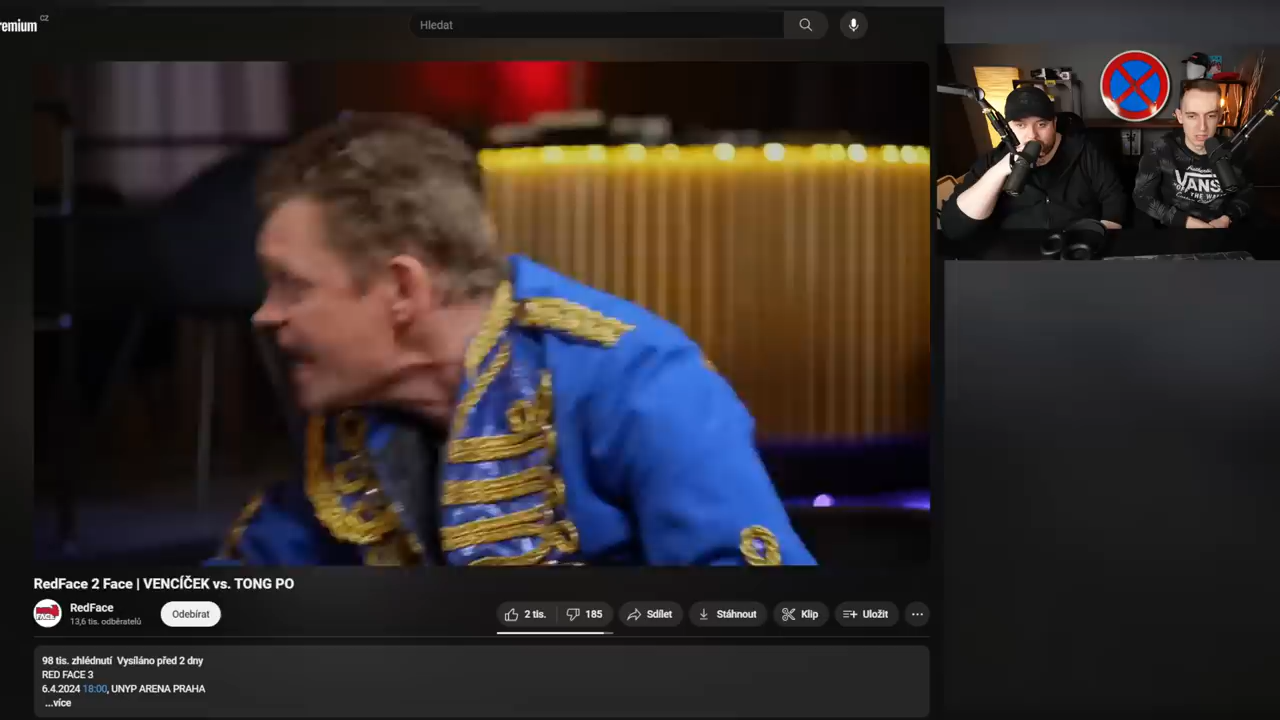 remium CZ
Hledat
VANS
RedFace 2 Face | VENCÍČEK vs. TONG PO
RedFace
13,6 tis. odběratelů
Odebírat
2 tis.
185
Sdílet
Stáhnout
Klip
Uložit
98 tis. zhlédnutí Vysíláno před 2 dny
RED FACE 3
6.4.2024 18:00, UNYP ARENA PRAHA
...více